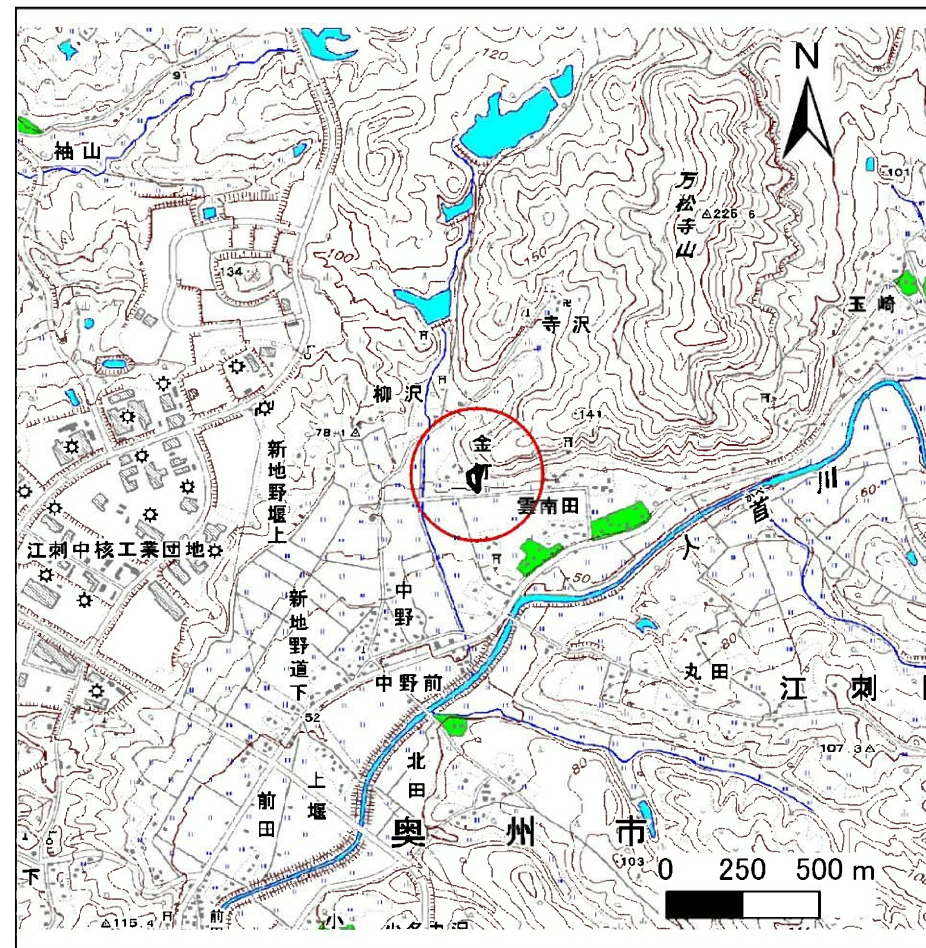 120
91
袖山
N
万松寺山
225.6
101
134
100
150
玉崎
寺沢
柳沢
141
78.1
金
新地野堰上
雲南田
人首川
60
江刺中核工業団地
50
新地野道下
中野
80
丸田
中野前
江刺
52
107.3
北田
上堰
前田
80
奥州市
103
0 250 500 m
下
115.4
小